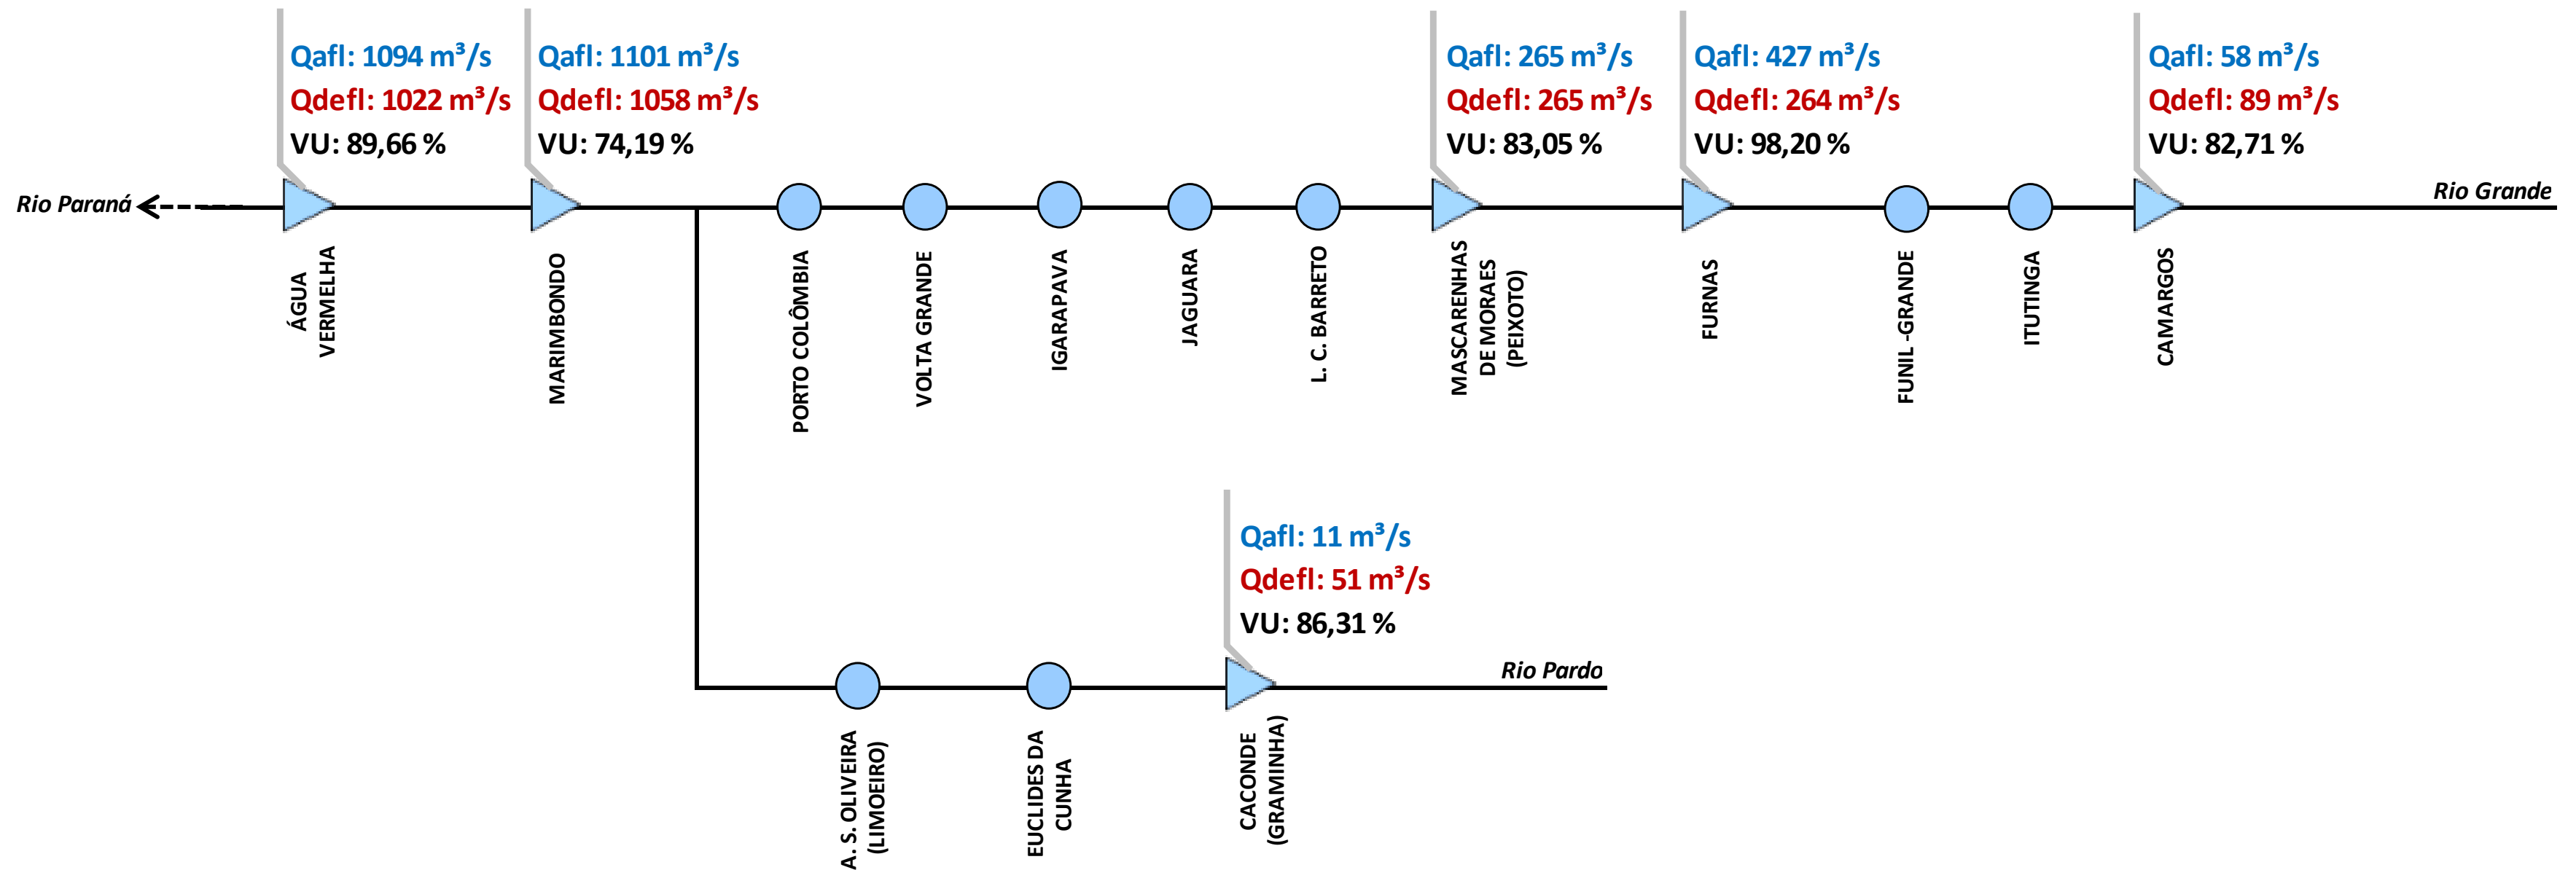 Qafl: 1094 m³/s
Qdefl: 1022 m³/s
VU: 89,66 %
Qafl: 1101 m³/s
Qdefl: 1058 m³/s
VU: 74,19 %
Qafl: 265 m³/s
Qdefl: 265 m³/s
VU: 83,05 %
Qafl: 427 m³/s
Qdefl: 264 m³/s
VU: 98,20 %
Qafl: 58 m³/s
Qdefl: 89 m³/s
VU: 82,71 %
Rio Paraná
Rio Grande
ÁGUA
VERMELHA
MARIMBONDO
PORTO COLÔMBIA
VOLTA GRANDE
IGARAPAVA
JAGUARA
L. C. BARRETO
MASCARENHAS
DE MORAES
(PEIXOTO)
FURNAS
FUNIL -GRANDE
ITUTINGA
CAMARGOS
Qafl: 11 m³/s
Qdefl: 51 m³/s
VU: 86,31 %
Rio Pardo
A. S. OLIVEIRA
(LIMOEIRO)
EUCLIDES DA
CUNHA
CACONDE
(GRAMINHA)